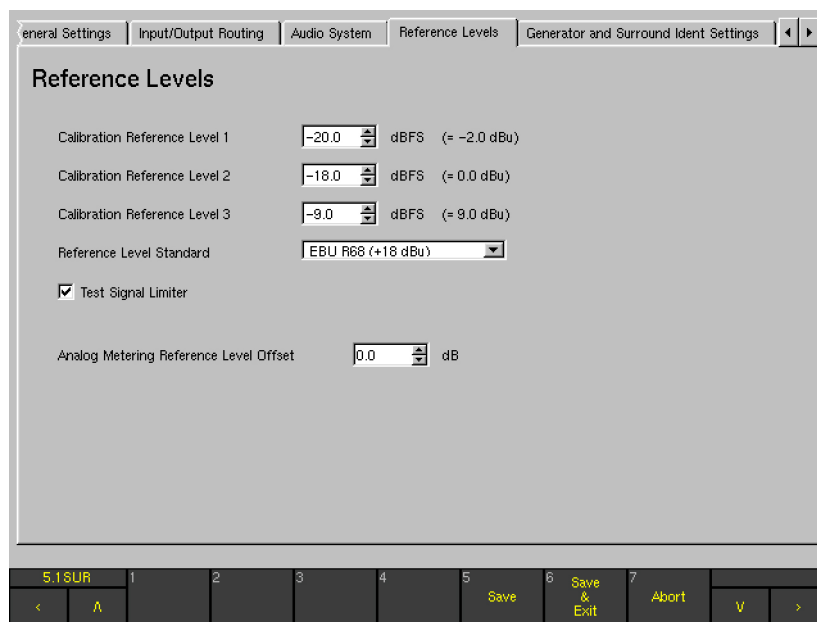 eneral Settings Input/Output Routing Audio System Reference Levels Generator and Surround Ident Settings
Reference Levels
Calibration Reference Level 1 -20.0 dBFS (= -2.0 dBu)
Calibration Reference Level 2 -18.0 dBFS (= 0.0 dBu)
Calibration Reference Level 3 -9.0 dBFS (= 9.0 dBu)
Reference Level Standard EBU R68 (+18 dBu)
Test Signal Limiter
Analog Metering Reference Level Offset 0.0 dB
5.1SUR 1 2 3 4 5 6 7
Save Save & Exit Abort
< Λ V >